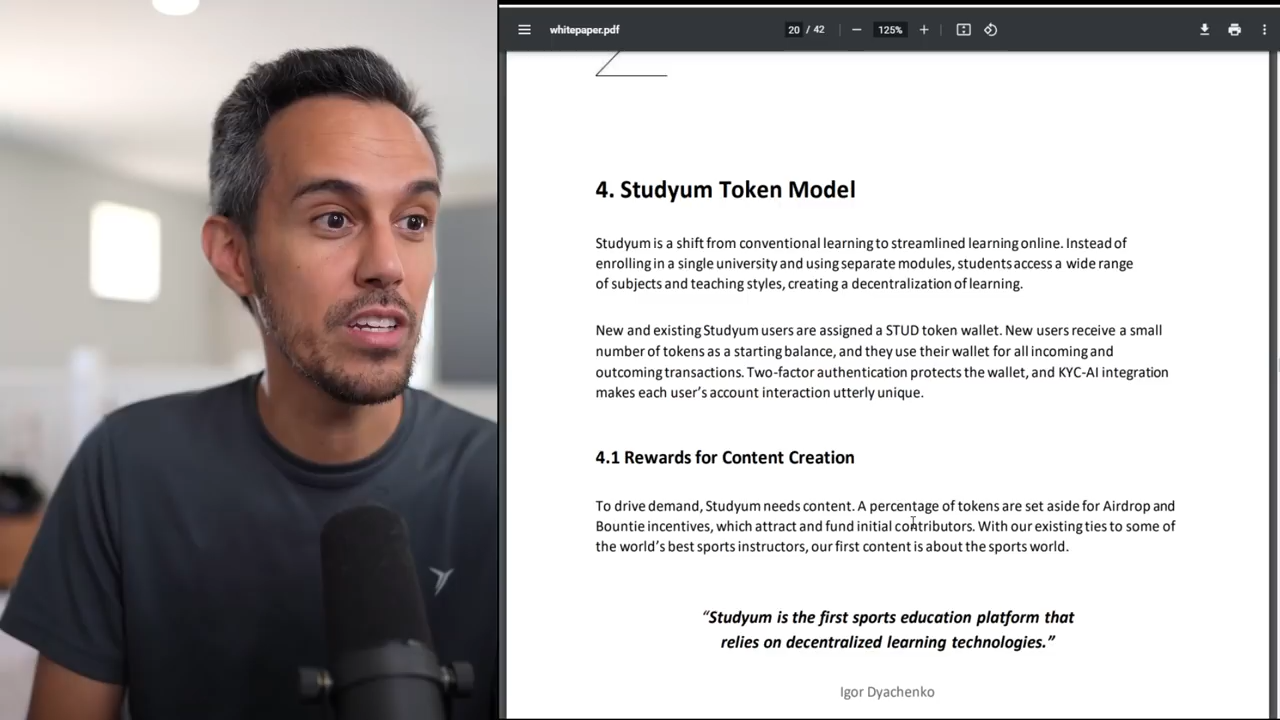 whitepaper.pdf
20 / 42
125%
4. Studyum Token Model
Studyum is a shift from conventional learning to streamlined learning online. Instead of
enrolling in a single university and using separate modules, students access a wide range
of subjects and teaching styles, creating a decentralization of learning.
New and existing Studyum users are assigned a STUD token wallet. New users receive a small
number of tokens as a starting balance, and they use their wallet for all incoming and
outcoming transactions. Two-factor authentication protects the wallet, and KYC-AI integration
makes each user’s account interaction utterly unique.
4.1 Rewards for Content Creation
To drive demand, Studyum needs content. A percentage of tokens are set aside for Airdrop and
Bountie incentives, which attract and fund initial contributors. With our existing ties to some of
the world’s best sports instructors, our first content is about the sports world.
“Studyum is the first sports education platform that
relies on decentralized learning technologies.”
Igor Dyachenko